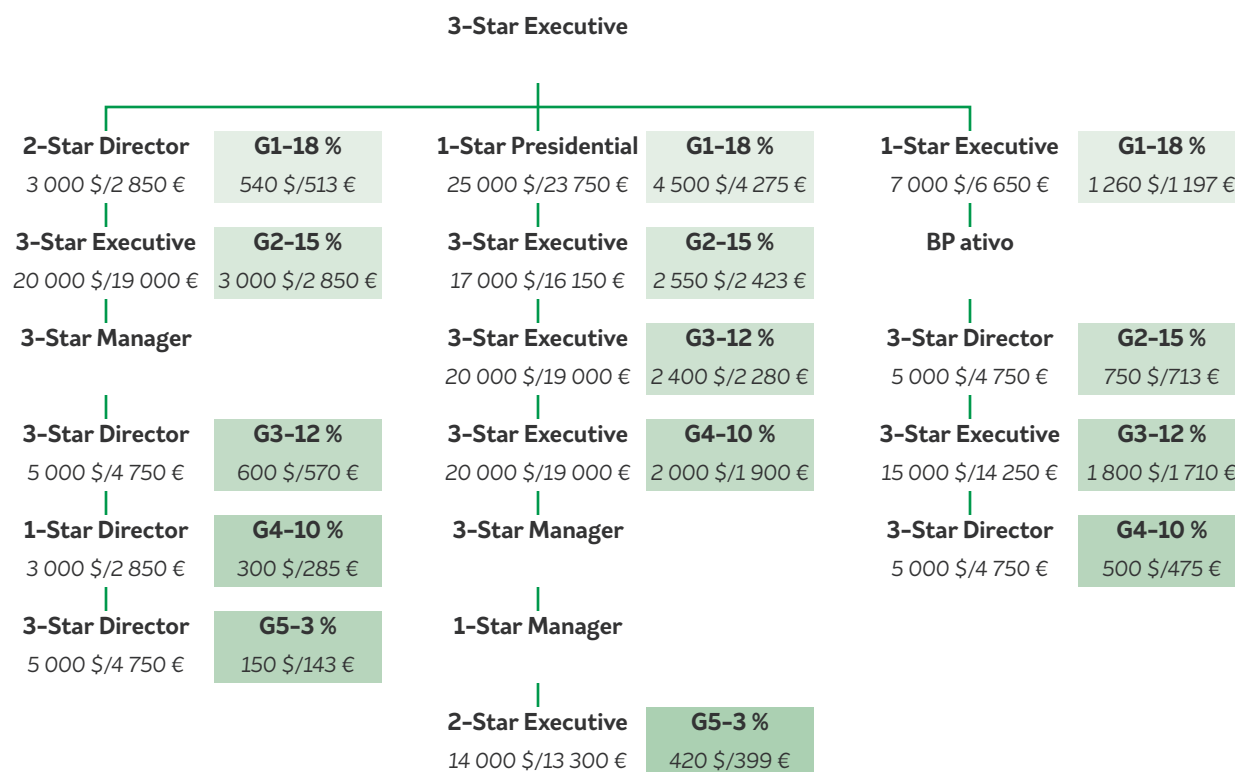 3-Star Executive
2-Star Director
3 000 $/2 850 €
G1-18 %
540 $/513 €
3-Star Executive
20 000 $/19 000 €
G2-15 %
3 000 $/2 850 €
3-Star Manager
3-Star Director
5 000 $/4 750 €
G3-12 %
600 $/570 €
1-Star Director
3 000 $/2 850 €
G4-10 %
300 $/285 €
3-Star Director
5 000 $/4 750 €
G5-3 %
150 $/143 €
1-Star Presidential
25 000 $/23 750 €
G1-18 %
4 500 $/4 275 €
3-Star Executive
17 000 $/16 150 €
G2-15 %
2 550 $/2 423 €
3-Star Executive
20 000 $/19 000 €
G3-12 %
2 400 $/2 280 €
3-Star Executive
20 000 $/19 000 €
G4-10 %
2 000 $/1 900 €
3-Star Manager
1-Star Manager
2-Star Executive
14 000 $/13 300 €
G5-3 %
420 $/399 €
1-Star Executive
7 000 $/6 650 €
G1-18 %
1 260 $/1 197 €
BP ativo
3-Star Director
5 000 $/4 750 €
G2-15 %
750 $/713 €
3-Star Executive
15 000 $/14 250 €
G3-12 %
1 800 $/1 710 €
3-Star Director
5 000 $/4 750 €
G4-10 %
500 $/475 €